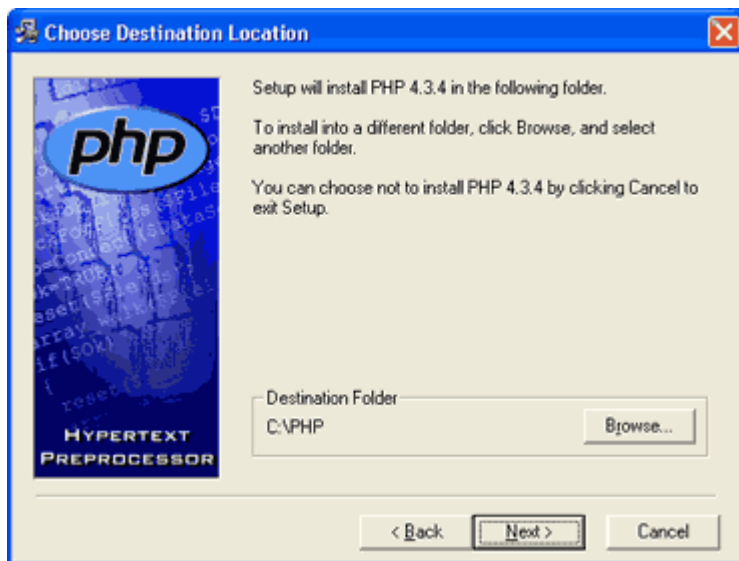 Choose Destination Location
php
HYPERTEXT
PREPROCESSOR
Setup will install PHP 4.3.4 in the following folder.
To install into a different folder, click Browse, and select
another folder.
You can choose not to install PHP 4.3.4 by clicking Cancel to
exit Setup.
Destination Folder
C:\PHP
Browse...
< Back
Next >
Cancel